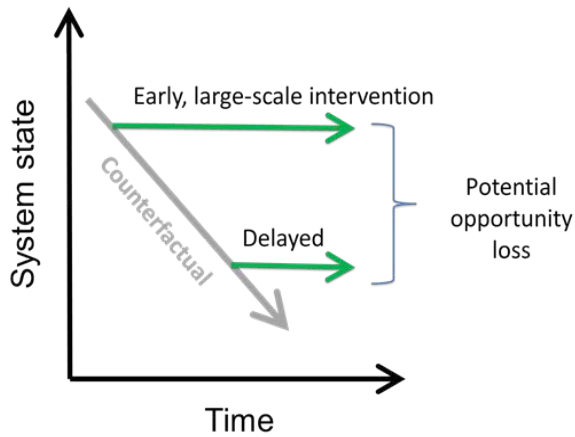 Early, large-scale intervention
System state
Counterfactual
Delayed
Potential
opportunity
loss
Time